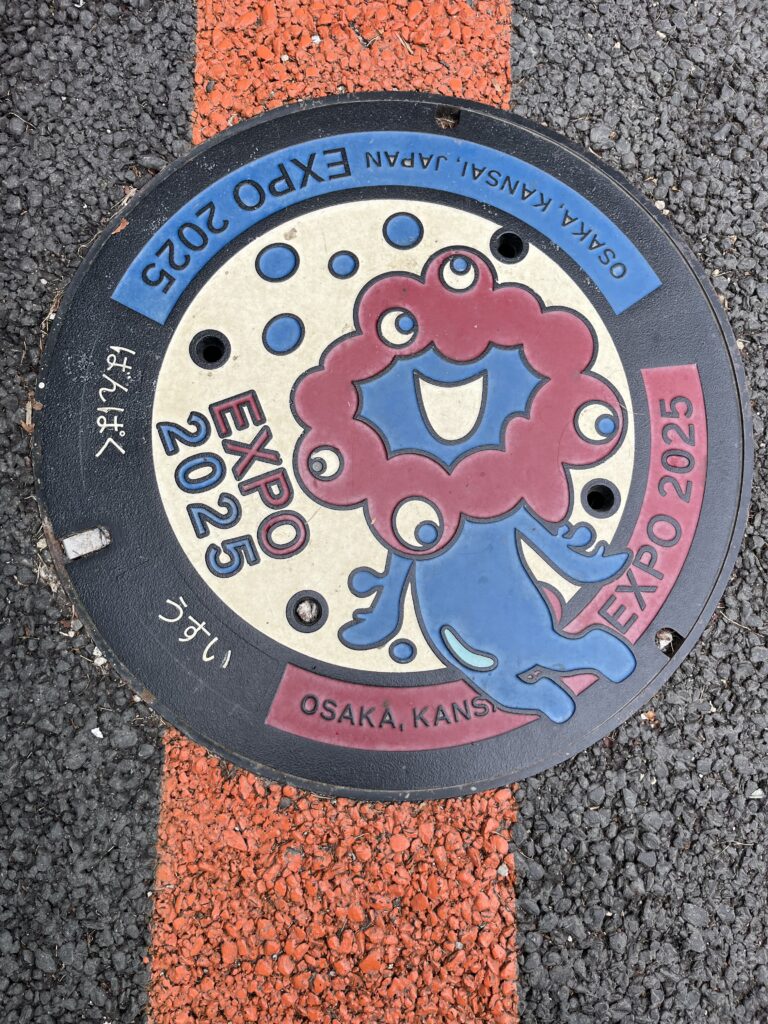 EXPO 2025 OSAKA, KANSAI, JAPAN
EXPO
2025
EXPO 2025
OSAKA, KANS
ばんぱく
うすい